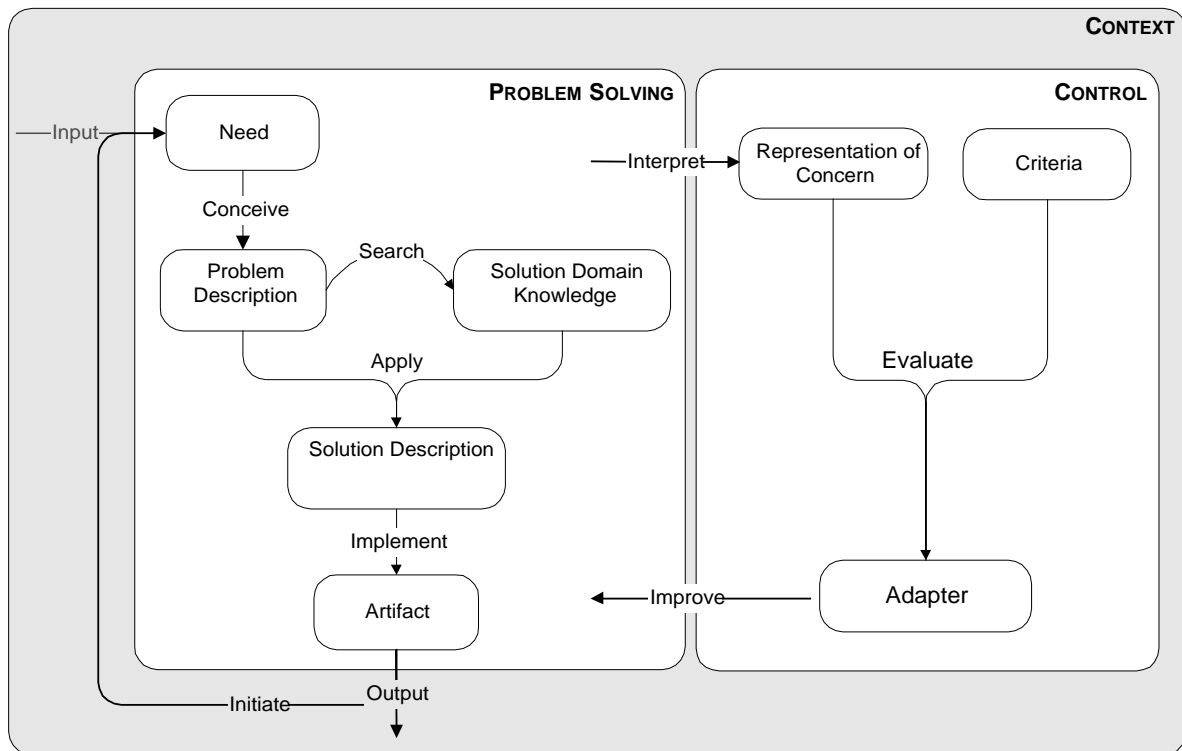 CONTEXT
PROBLEM SOLVING
CONTROL
Input
Need
Interpret
Representation of
Concern
Criteria
Conceive
Search
Problem
Description
Solution Domain
Knowledge
Apply
Evaluate
Solution Description
Implement
Artifact
Improve
Adapter
Initiate
Output